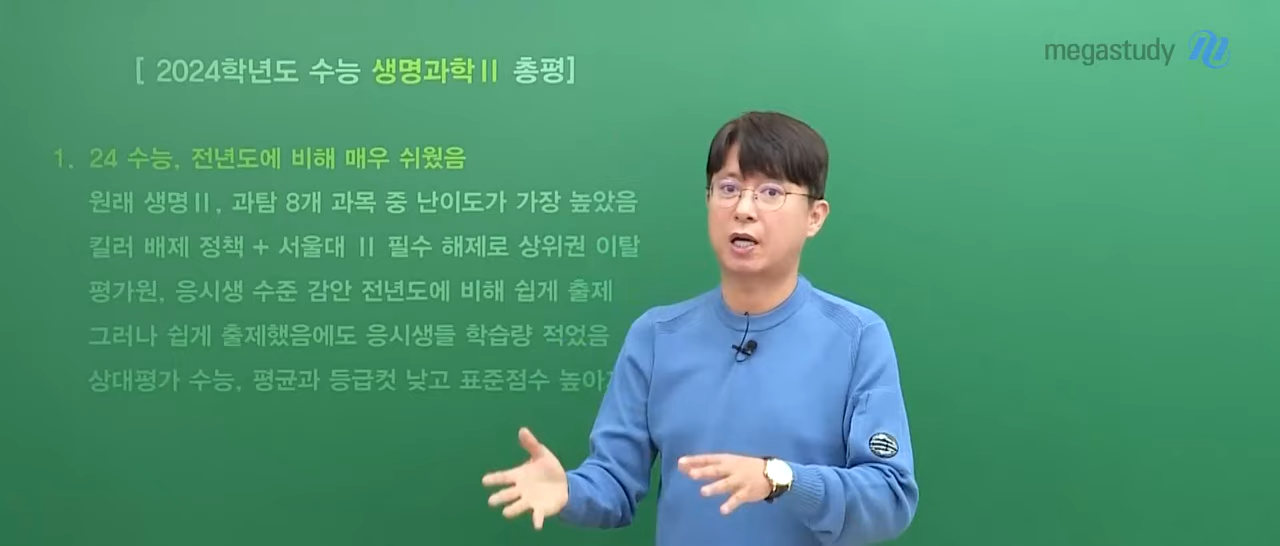 [ 2024학년도 수능 생명과학Ⅱ 총평]
megastudy
1. 24 수능, 전년도에 비해 매우 쉬웠음
원래 생명Ⅱ, 과탐 8개 과목 중 난이도가 가장 높았음
킬러 배제 정책 + 서울대 Ⅱ 필수 해제로 상위권 이탈
평가원, 응시생 수준 감안 전년도에 비해 쉽게 출제
그러나 쉽게 출제했음에도 응시생들 학습량 적었음
상대평가 수능, 평균과 등급컷 낮고 표준점수